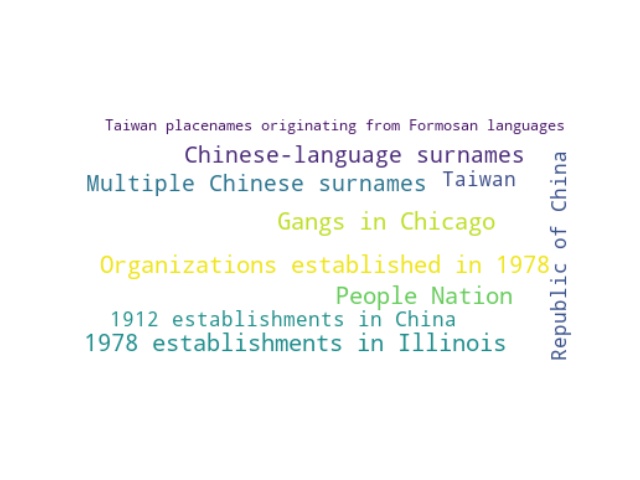 Taiwan placenames originating from Formosan languages
Chinese-language surnames
Multiple Chinese surnames
Taiwan
Republic of China
Gangs in Chicago
Organizations established in 1978
People Nation
1912 establishments in China
1978 establishments in Illinois